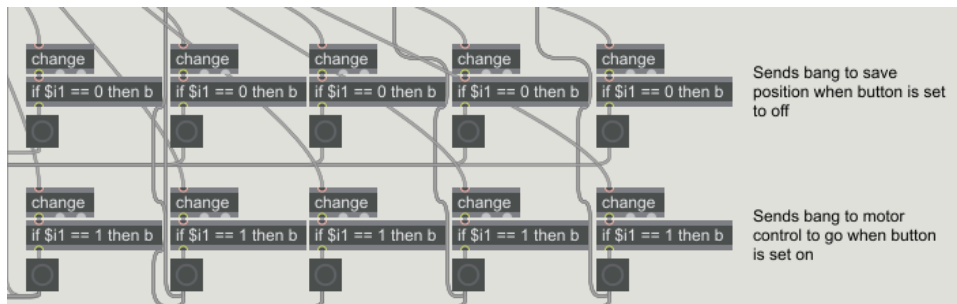 change change change change change
if $i1 == 0 then b if $i1 == 0 then b if $i1 == 0 then b if $i1 == 0 then b if $i1 == 0 then b
Sends bang to save
position when button is set
to off
change change change change change
if $i1 == 1 then b if $i1 == 1 then b if $i1 == 1 then b if $i1 == 1 then b if $i1 == 1 then b
Sends bang to motor
control to go when button
is set on